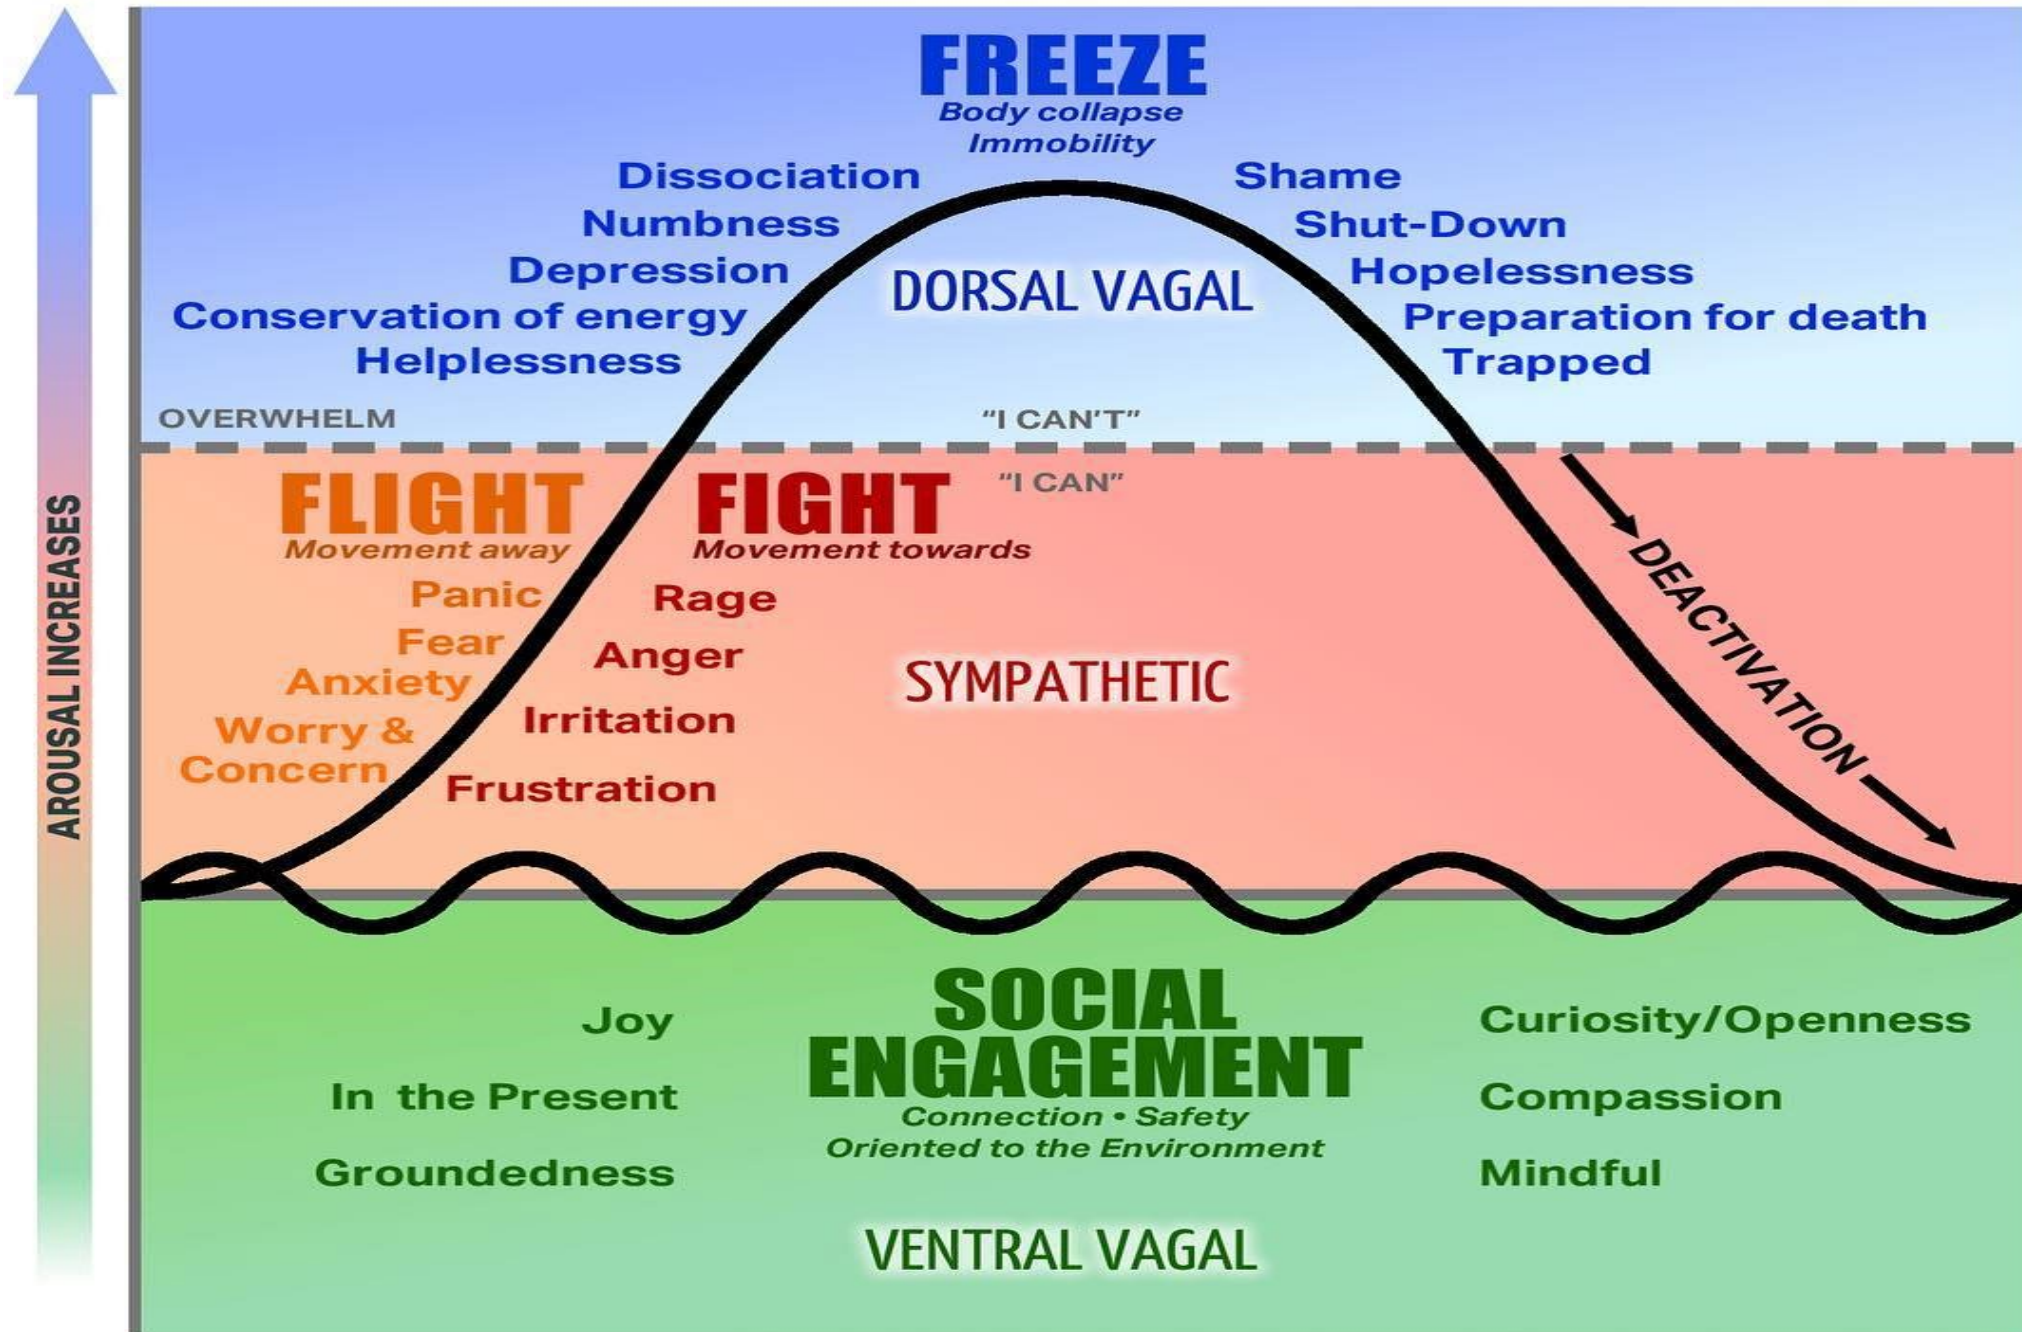 FREEZE
Body collapse
Immobility
Dissociation
Shame
Numbness
Shut-Down
Depression
Hopelessness
DORSAL VAGAL
Conservation of energy
Preparation for death
Helplessness
Trapped
OVERWHELM
"I CAN'T"
"I CAN"
FLIGHT
Movement away
Panic
Fear
Anxiety
Worry &
Concern
FIGHT
Movement towards
Rage
Anger
Irritation
Frustration
SYMPATHETIC
DEACTIVATION
AROUSAL INCREASES
SOCIAL
ENGAGEMENT
Connection • Safety
Oriented to the Environment
Joy
In the Present
Groundedness
Curiosity/Openness
Compassion
Mindful
VENTRAL VAGAL